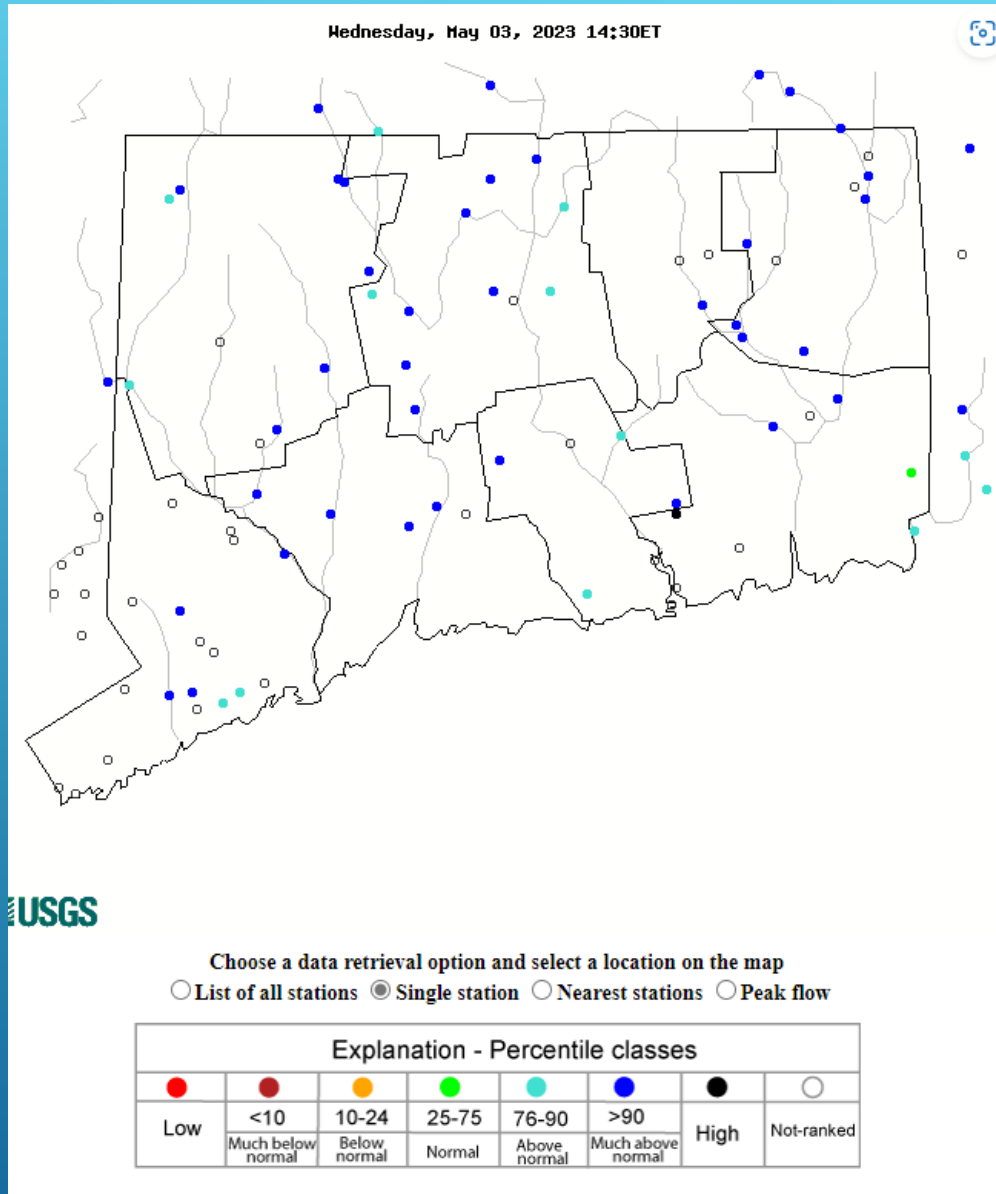 Wednesday, May 03, 2023 14:30ET
USGS
Choose a data retrieval option and select a location on the map
List of all stations Single station Nearest stations Peak flow
Explanation - Percentile classes
Low <10 10-24 25-75 76-90 >90 High Not-ranked
Much below normal Below normal Normal Above normal Much above normal